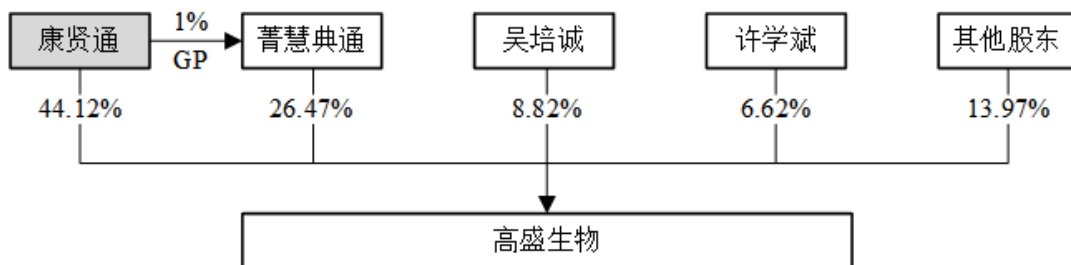 康贤通
1%
GP
菁慧典通
吴培诚
许学斌
其他股东
44.12%
26.47%
8.82%
6.62%
13.97%
高盛生物